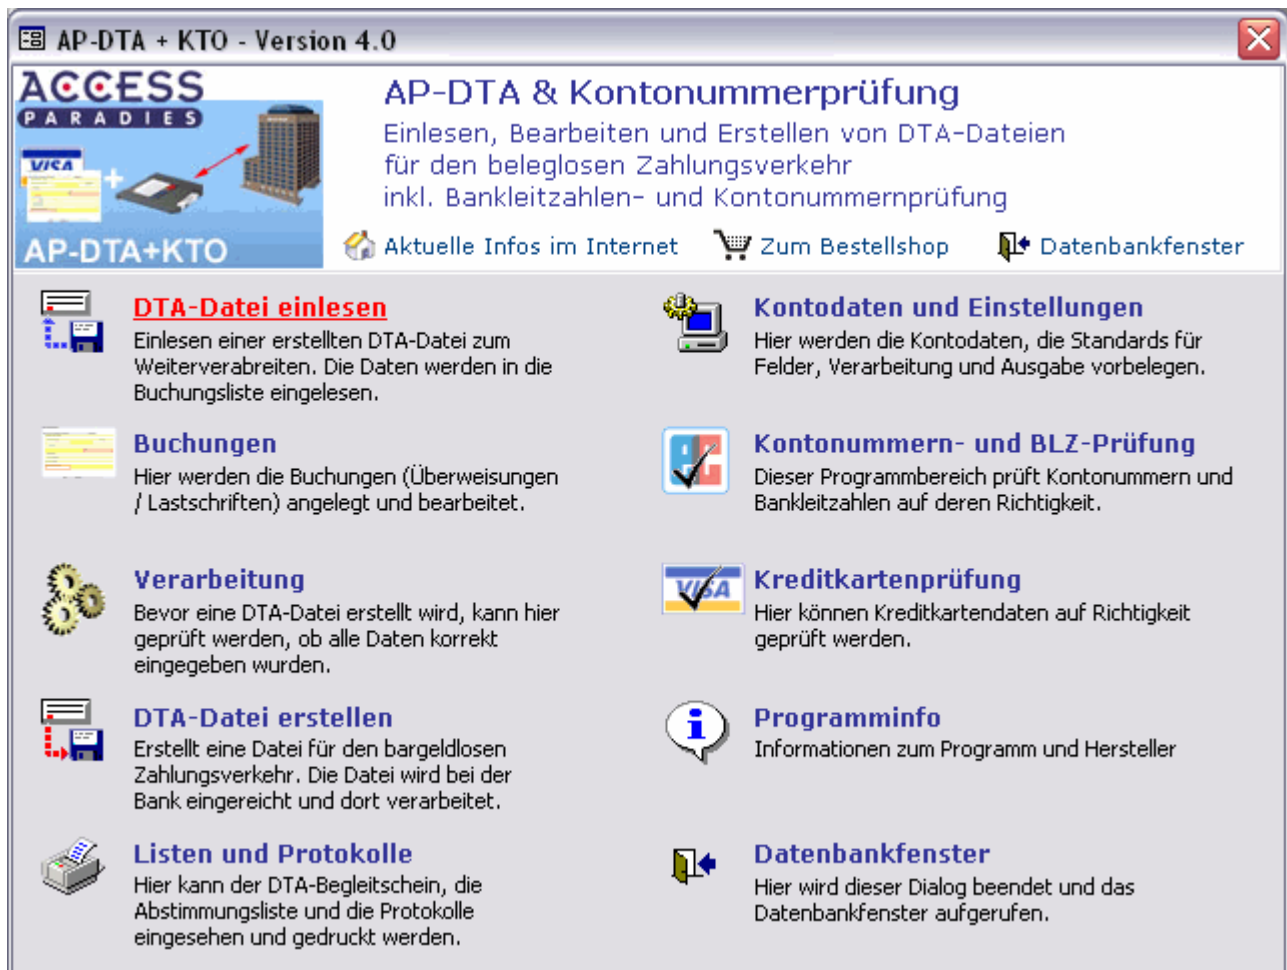 AP-DTA + KTO - Version 4.0
ACCESS
PARADIES
VISA
AP-DTA+KTO
AP-DTA & Kontonummerprüfung
Einlesen, Bearbeiten und Erstellen von DTA-Dateien
für den beleglosen Zahlungsverkehr
inkl. Bankleitzahlen- und Kontonummernprüfung
Aktuelle Infos im Internet
Zum Bestellshop
Datenbankfenster
DTA-Datei einlesen
Einlesen einer erstellten DTA-Datei zum
Weiterverabreiten. Die Daten werden in die
Buchungsliste eingelesen.
Buchungen
Hier werden die Buchungen (Überweisungen
/ Lastschriften) angelegt und bearbeitet.
Verarbeitung
Bevor eine DTA-Datei erstellt wird, kann hier
geprüft werden, ob alle Daten korrekt
eingegeben wurden.
DTA-Datei erstellen
Erstellt eine Datei für den bargeldlosen
Zahlungsverkehr. Die Datei wird bei der
Bank eingereicht und dort verarbeitet.
Listen und Protokolle
Hier kann der DTA-Begleitschein, die
Abstimmungsliste und die Protokolle
eingesehen und gedruckt werden.
Kontodaten und Einstellungen
Hier werden die Kontodaten, die Standards für
Felder, Verarbeitung und Ausgabe vorbelegen.
Kontonummern- und BLZ-Prüfung
Dieser Programmbereich prüft Kontonummern und
Bankleitzahlen auf deren Richtigkeit.
VISA
Kreditkartenprüfung
Hier können Kreditkartendaten auf Richtigkeit
geprüft werden.
Programminfo
Informationen zum Programm und Hersteller
Datenbankfenster
Hier wird dieser Dialog beendet und das
Datenbankfenster aufgerufen.